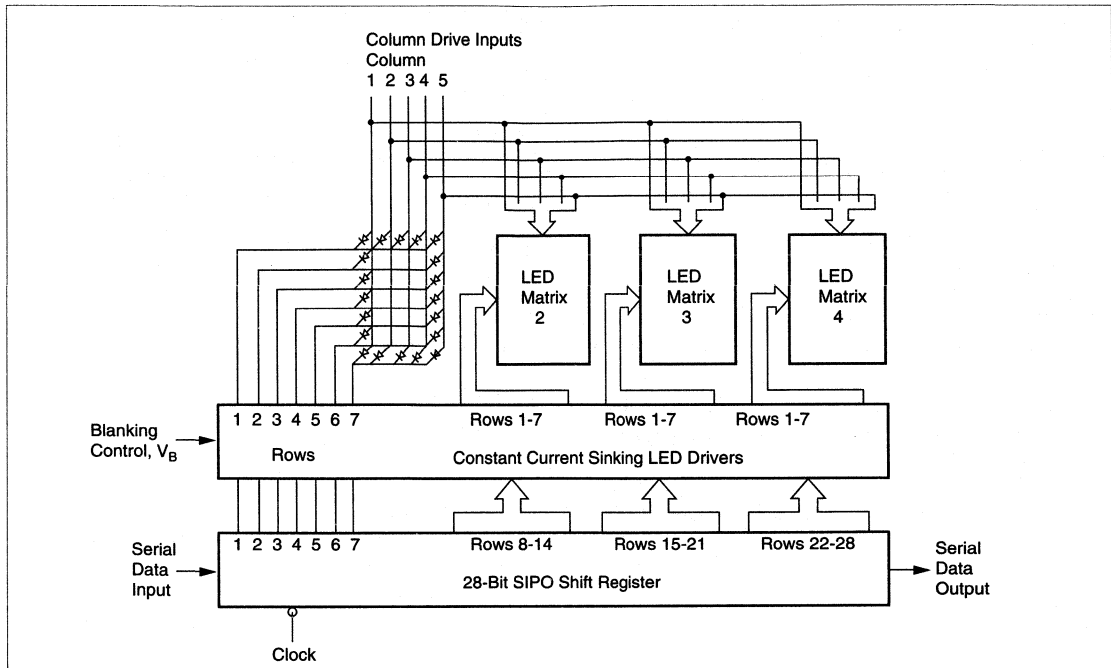 Column Drive Inputs
Column
1 2 3 4 5
LED
Matrix
2
LED
Matrix
3
LED
Matrix
4
1 2 3 4 5 6 7
Rows 1-7
Rows 1-7
Rows 1-7
Blanking
Control, VB
Rows
Constant Current Sinking LED Drivers
1 2 3 4 5 6 7
Rows 8-14
Rows 15-21
Rows 22-28
Serial
Data
Input
28-Bit SIPO Shift Register
Serial
Data
Output
Clock